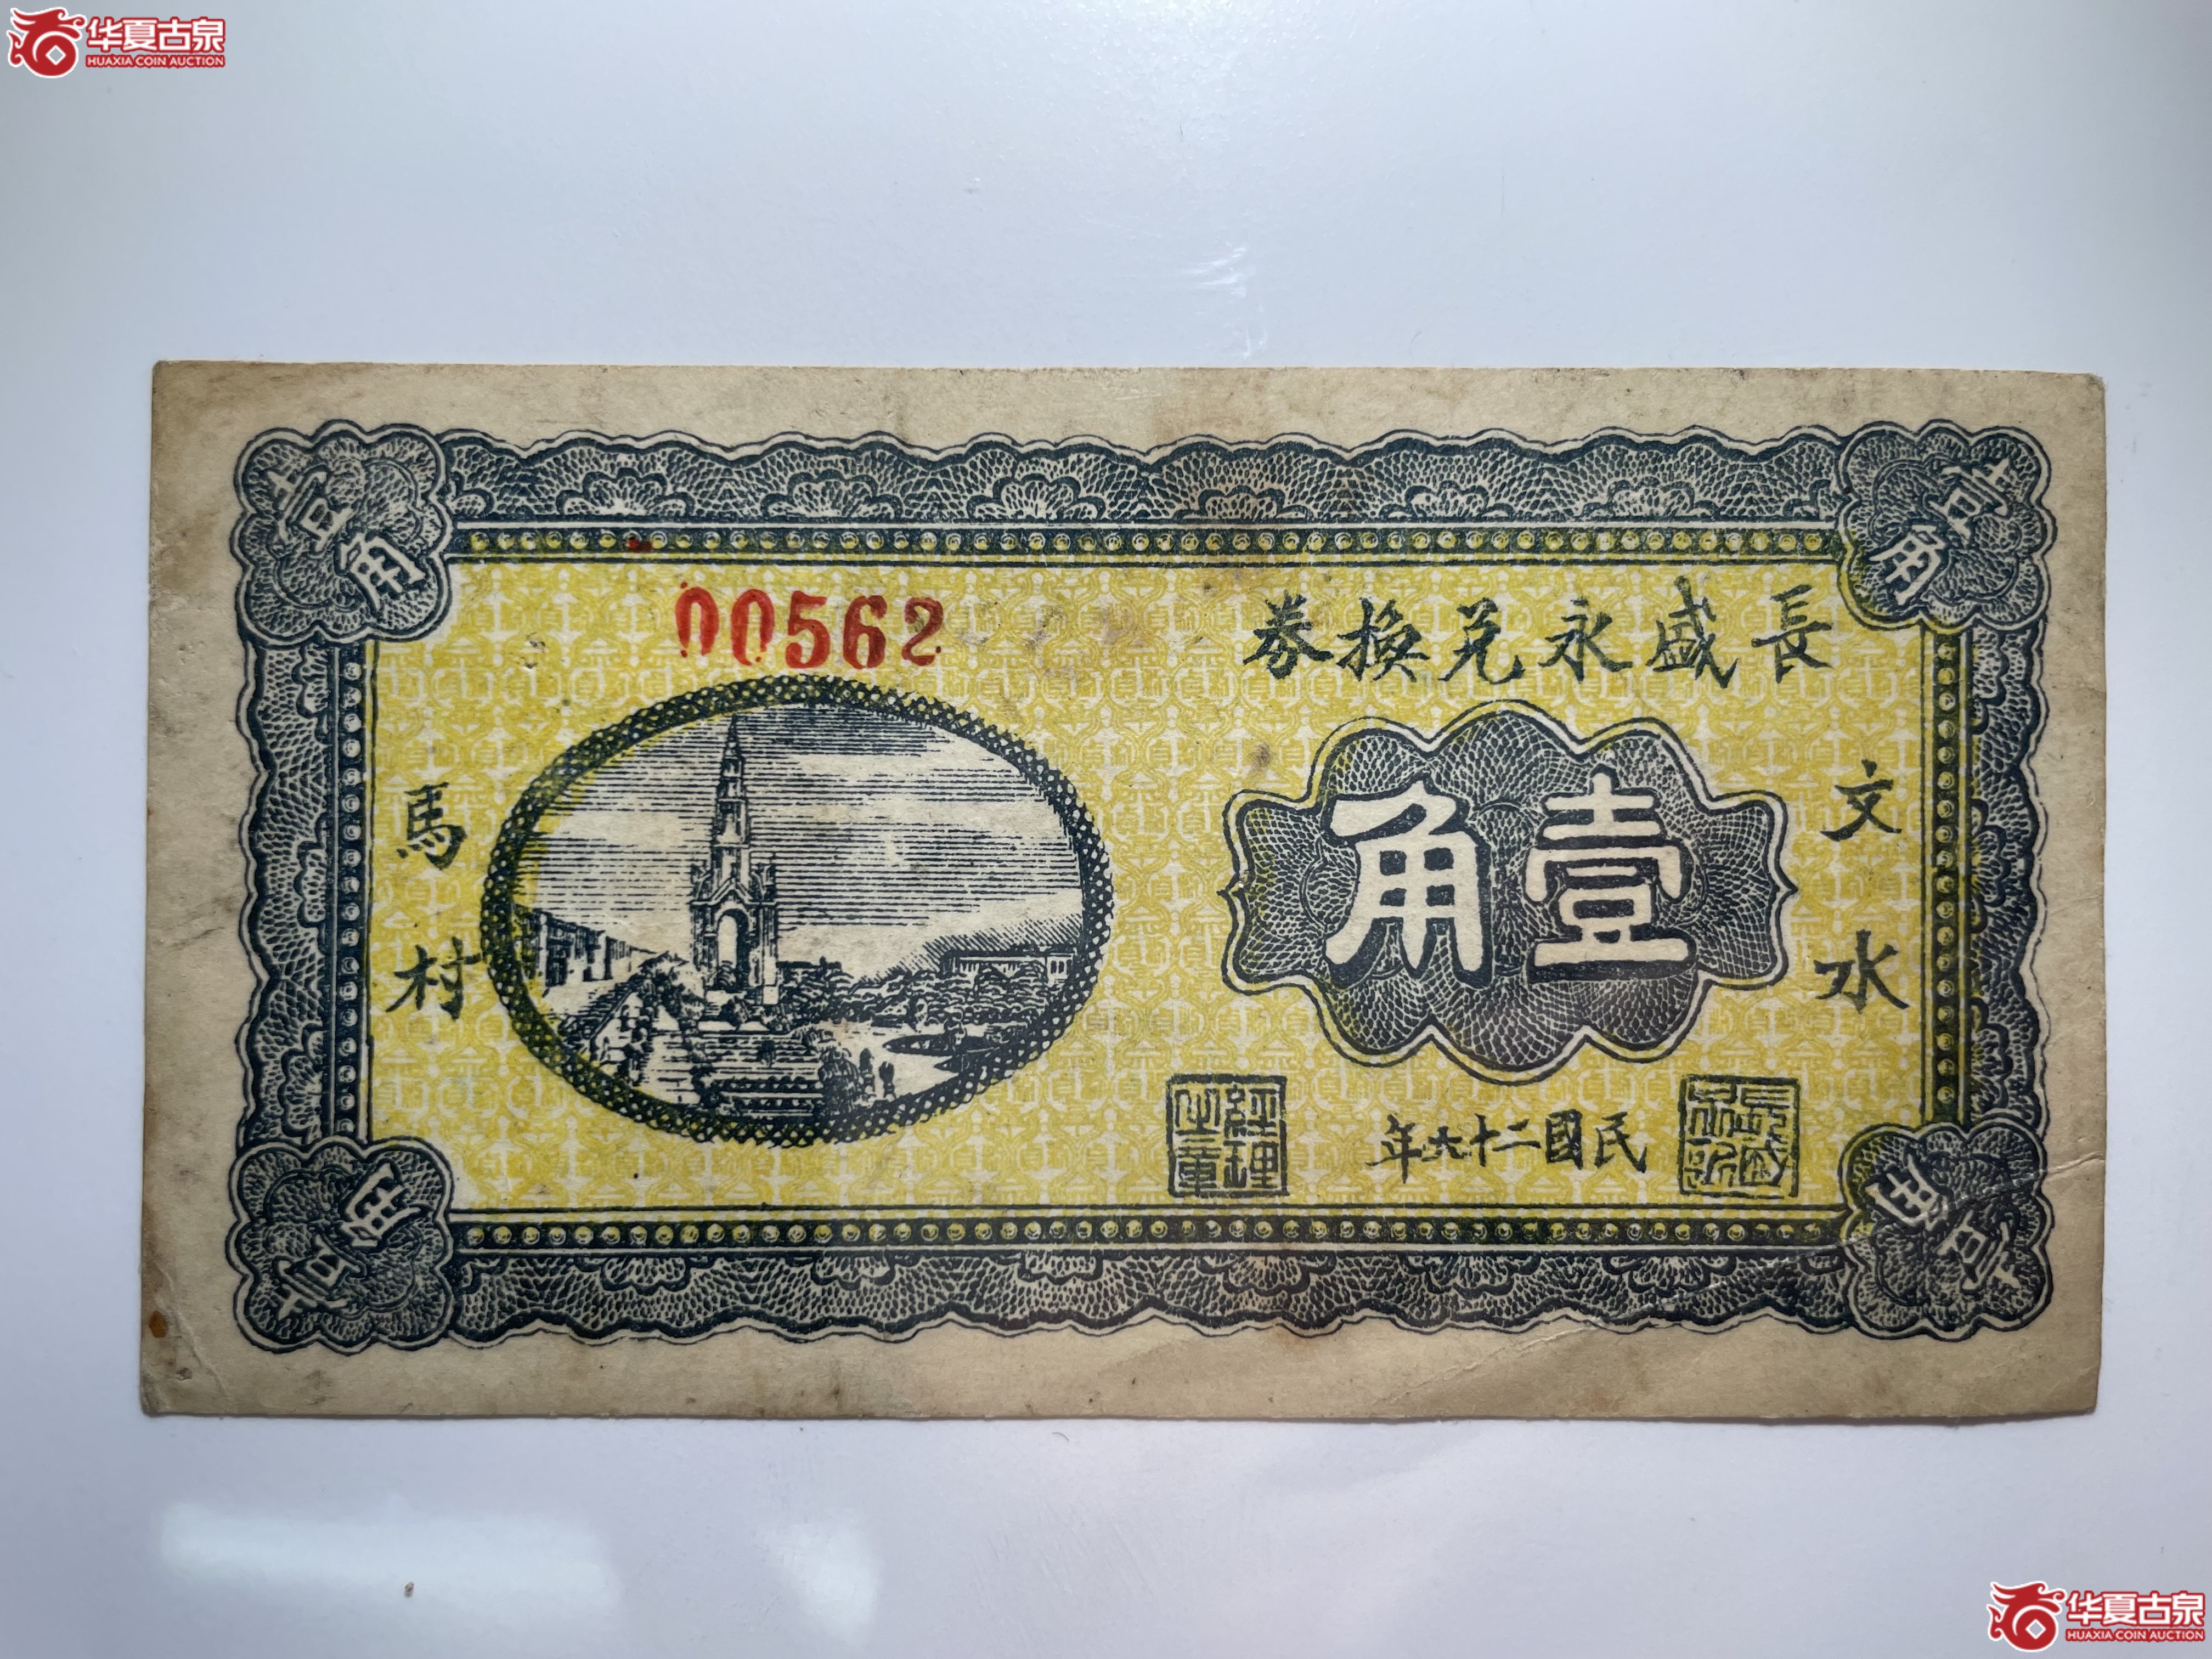 华夏古泉
HUAXIA COIN AUCTION
壹角
壹角
00562
長盛永兑換券
文水
壹角
馬村
民國二十六年
經理之章
壹角
壹角
华夏古泉
HUAXIA COIN AUCTION